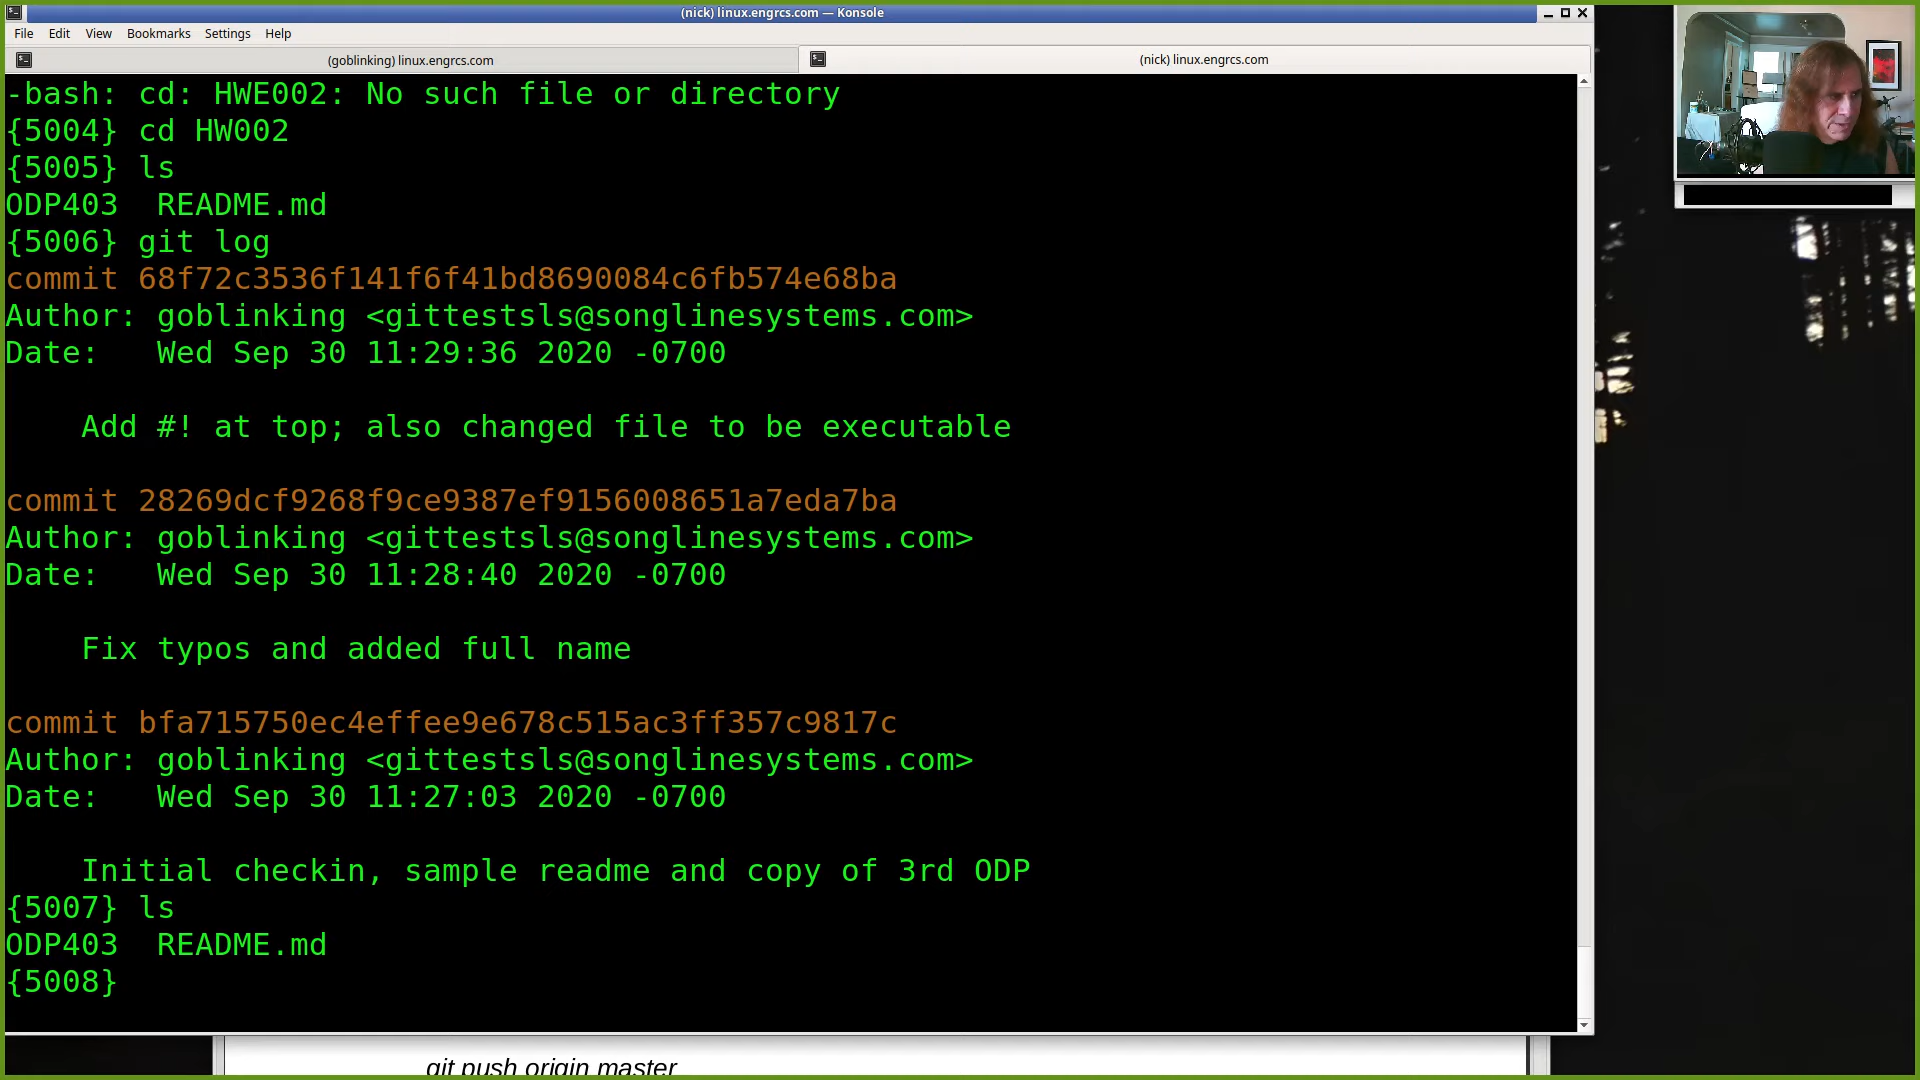 (nick) linux.engrcs.com — Konsole
File Edit View Bookmarks Settings Help
(goblinking) linux.engrcs.com
(nick) linux.engrcs.com
-bash: cd: HWE002: No such file or directory
{5004} cd HW002
{5005} ls
ODP403  README.md
{5006} git log
commit 68f72c3536f141f6f41bd8690084c6fb574e68ba
Author: goblinking <gittestsls@songlinesystems.com>
Date:   Wed Sep 30 11:29:36 2020 -0700
Add #! at top; also changed file to be executable
commit 28269dcf9268f9ce9387ef9156008651a7eda7ba
Author: goblinking <gittestsls@songlinesystems.com>
Date:   Wed Sep 30 11:28:40 2020 -0700
Fix typos and added full name
commit bfa715750ec4effee9e678c515ac3ff357c9817c
Author: goblinking <gittestsls@songlinesystems.com>
Date:   Wed Sep 30 11:27:03 2020 -0700
Initial checkin, sample readme and copy of 3rd ODP
{5007} ls
ODP403  README.md
{5008}
git push origin master